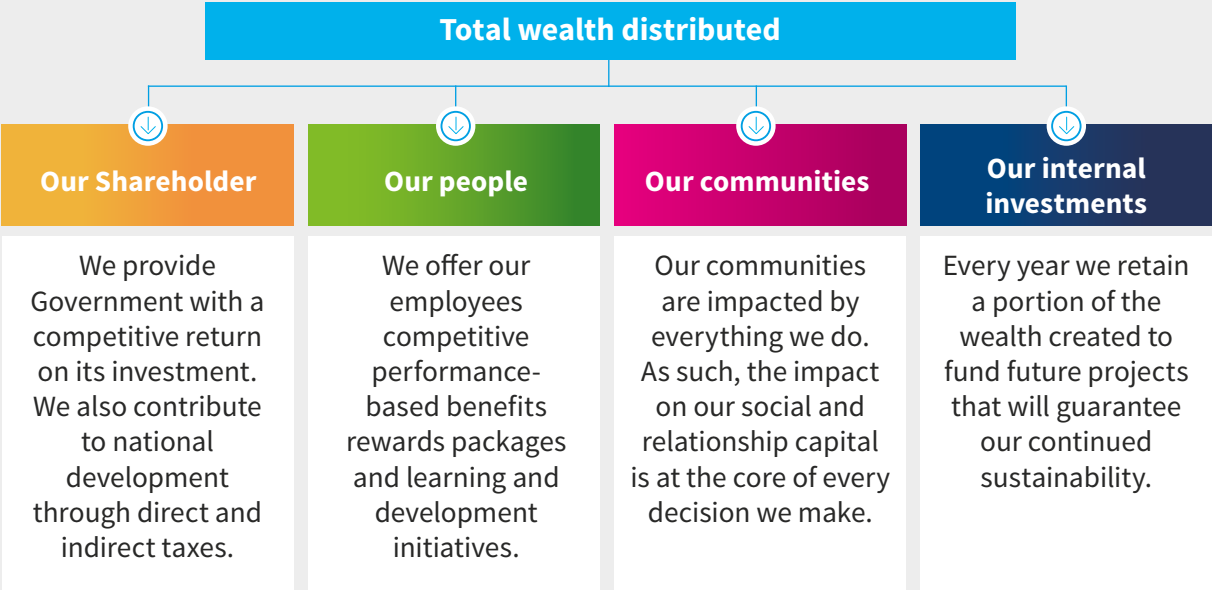 Total wealth distributed
Our Shareholder
We provide
Government with a
competitive return
on its investment.
We also contribute
to national
development
through direct and
indirect taxes.
Our people
We offer our
employees
competitive
performance-
based benefits
rewards packages
and learning and
development
initiatives.
Our communities
Our communities
are impacted by
everything we do.
As such, the impact
on our social and
relationship capital
is at the core of every
decision we make.
Our internal
investments
Every year we retain
a portion of the
wealth created to
fund future projects
that will guarantee
our continued
sustainability.